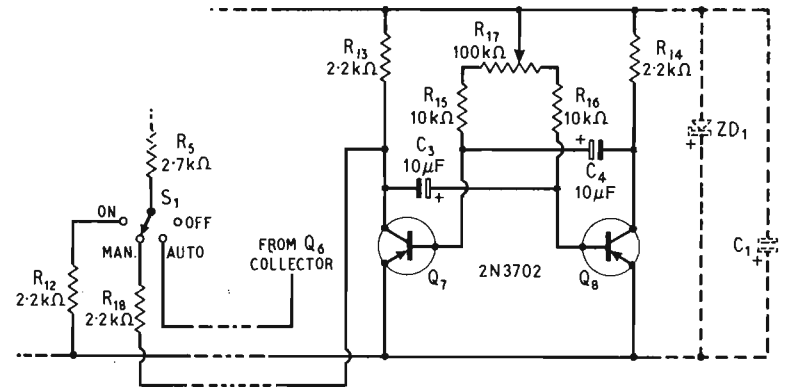 R13
2·2kΩ
R17
100kΩ
R14
2·2kΩ
R15
10kΩ
R16
10kΩ
R5
2·7kΩ
C3
10μF
+
+
C4
10μF
ZD1
+
S1
ON
OFF
MAN.
AUTO
FROM Q6
COLLECTOR
R12
2·2kΩ
R18
2·2kΩ
Q7
2N3702
Q8
C1
+